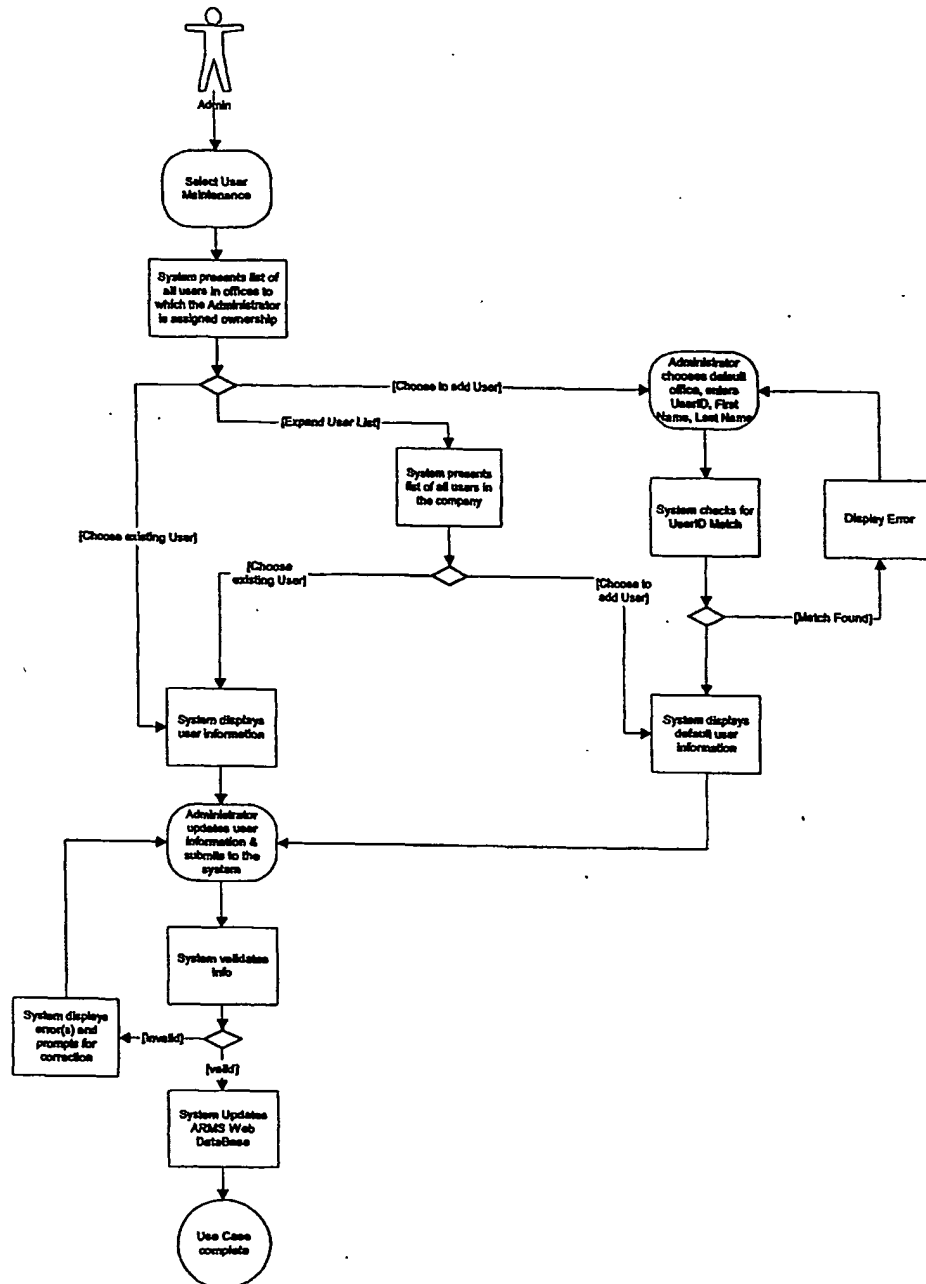 Admin
Select User
Maintenance
System presents list of
all users in offices to
which the Administrator
is assigned ownership
[Choose to add User]
Administrator
chooses default
office, enters
UserID, First
Name, Last Name
[Expand User List]
System presents
list of all users in
the company
System checks for
UserID Match
Display Error
[Choose existing User]
[Choose
existing User]
[Choose to
add User]
[Match Found]
System displays
user information
System displays
default user
information
Administrator
updates user
information &
submits to the
system
System validates
info
System displays
error(s) and
prompts for
correction
[invalid]
[valid]
System Updates
ARMS Web
DataBase
Use Case
complete